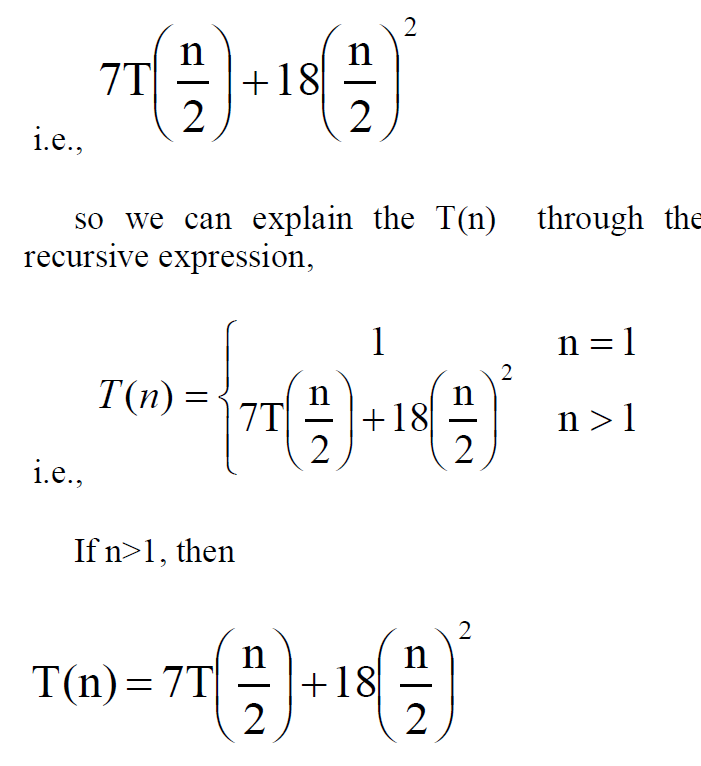 7T(n/2)+18(n/2)²
i.e.,
so we can explain the T(n) through the
recursive expression,
T(n) = { 1 n = 1
7T(n/2)+18(n/2)² n > 1
i.e.,
If n>1, then
T(n) = 7T(n/2)+18(n/2)²